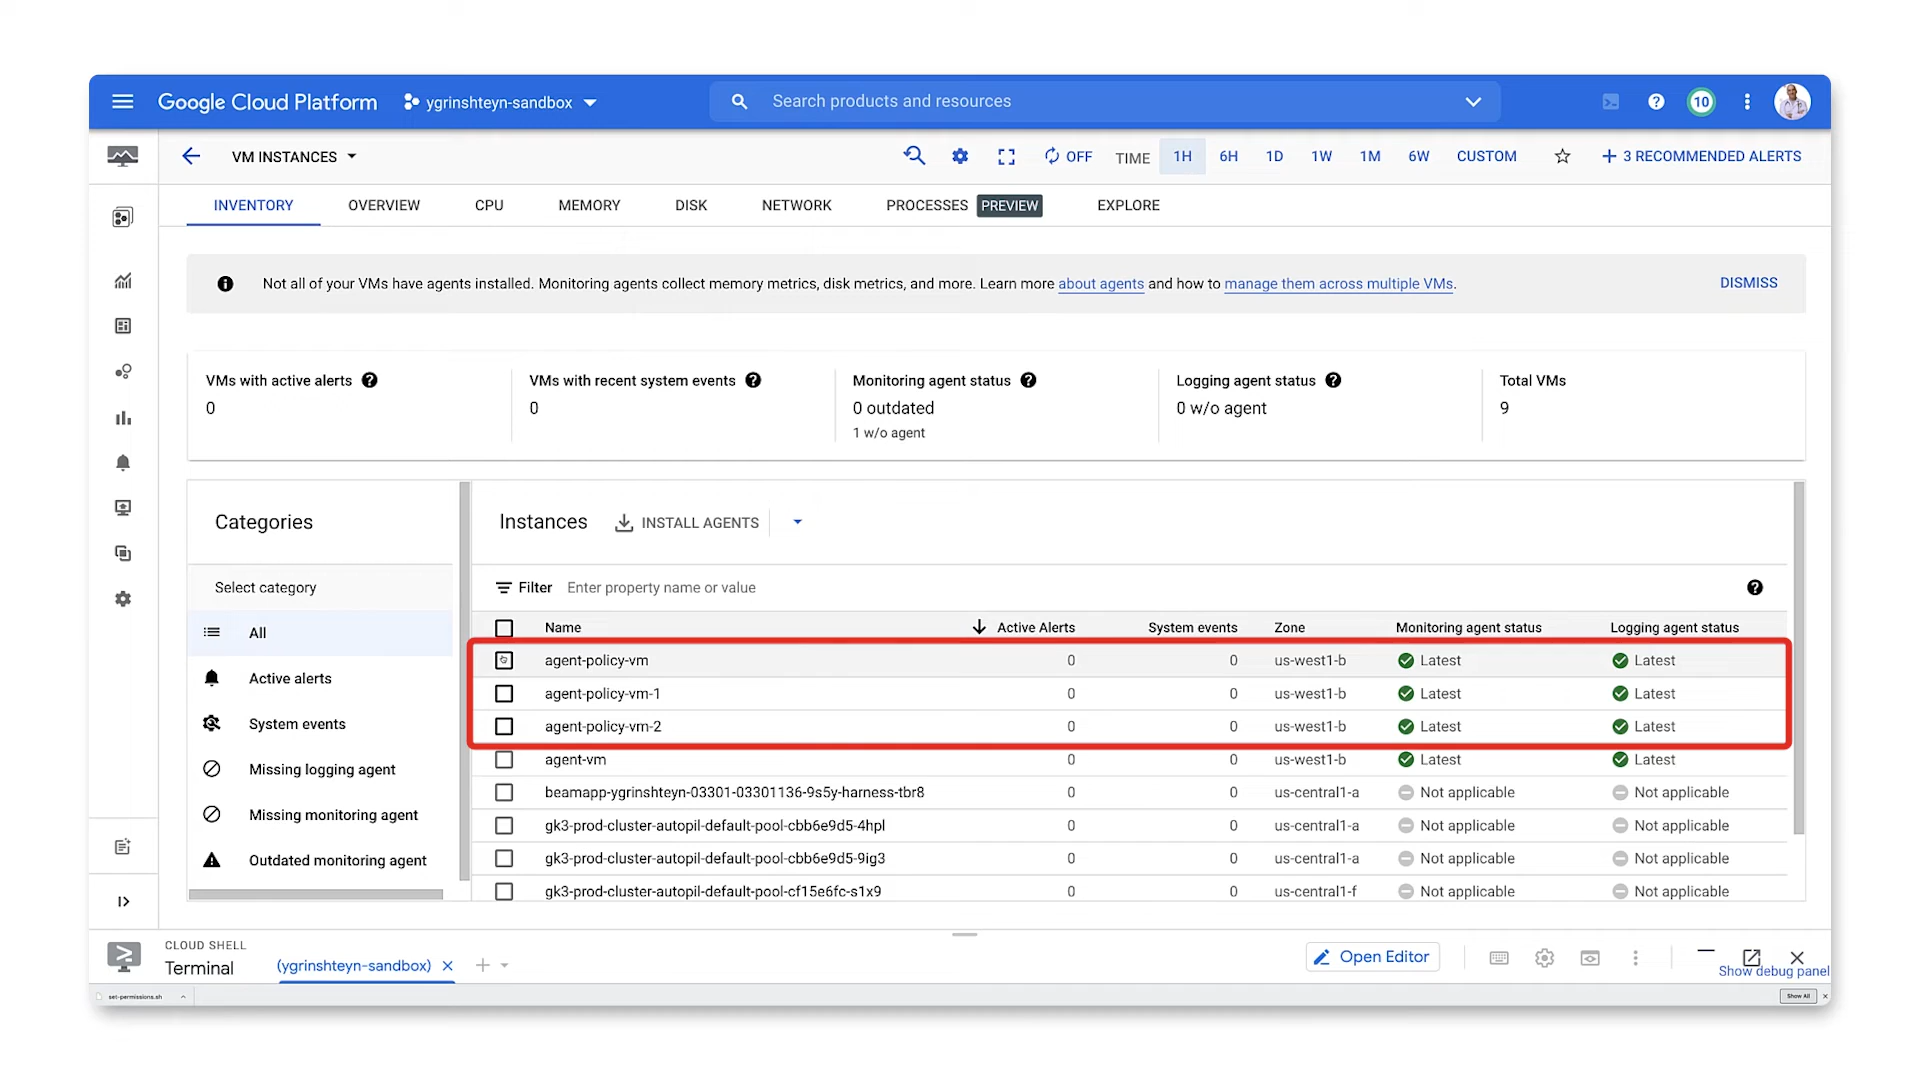 Google Cloud Platform ygrinshteyn-sandbox Search products and resources 10
VM INSTANCES OFF TIME 1H 6H 1D 1W 1M 6W CUSTOM 3 RECOMMENDED ALERTS
INVENTORY OVERVIEW CPU MEMORY DISK NETWORK PROCESSES PREVIEW EXPLORE
Not all of your VMs have agents installed. Monitoring agents collect memory metrics, disk metrics, and more. Learn more about agents and how to manage them across multiple VMs. DISMISS
VMs with active alerts VMs with recent system events Monitoring agent status Logging agent status Total VMs
0 0 0 outdated 0 w/o agent 9
1 w/o agent
Categories
Select category
All
Active alerts
System events
Missing logging agent
Missing monitoring agent
Outdated monitoring agent
Instances INSTALL AGENTS
Filter Enter property name or value
Name Active Alerts System events Zone Monitoring agent status Logging agent status
agent-policy-vm 0 0 us-west1-b Latest Latest
agent-policy-vm-1 0 0 us-west1-b Latest Latest
agent-policy-vm-2 0 0 us-west1-b Latest Latest
agent-vm 0 0 us-west1-b Latest Latest
beamapp-ygrinshteyn-03301-03301136-9s5y-harness-tbr8 0 0 us-central1-a Not applicable Not applicable
gk3-prod-cluster-autopil-default-pool-cbb6e9d5-4hpl 0 0 us-central1-a Not applicable Not applicable
gk3-prod-cluster-autopil-default-pool-cbb6e9d5-9ig3 0 0 us-central1-a Not applicable Not applicable
gk3-prod-cluster-autopil-default-pool-cf15e6fc-s1x9 0 0 us-central1-f Not applicable Not applicable
CLOUD SHELL
Terminal (ygrinshteyn-sandbox) Open Editor
Show debug panel
set-permissions.sh Show All